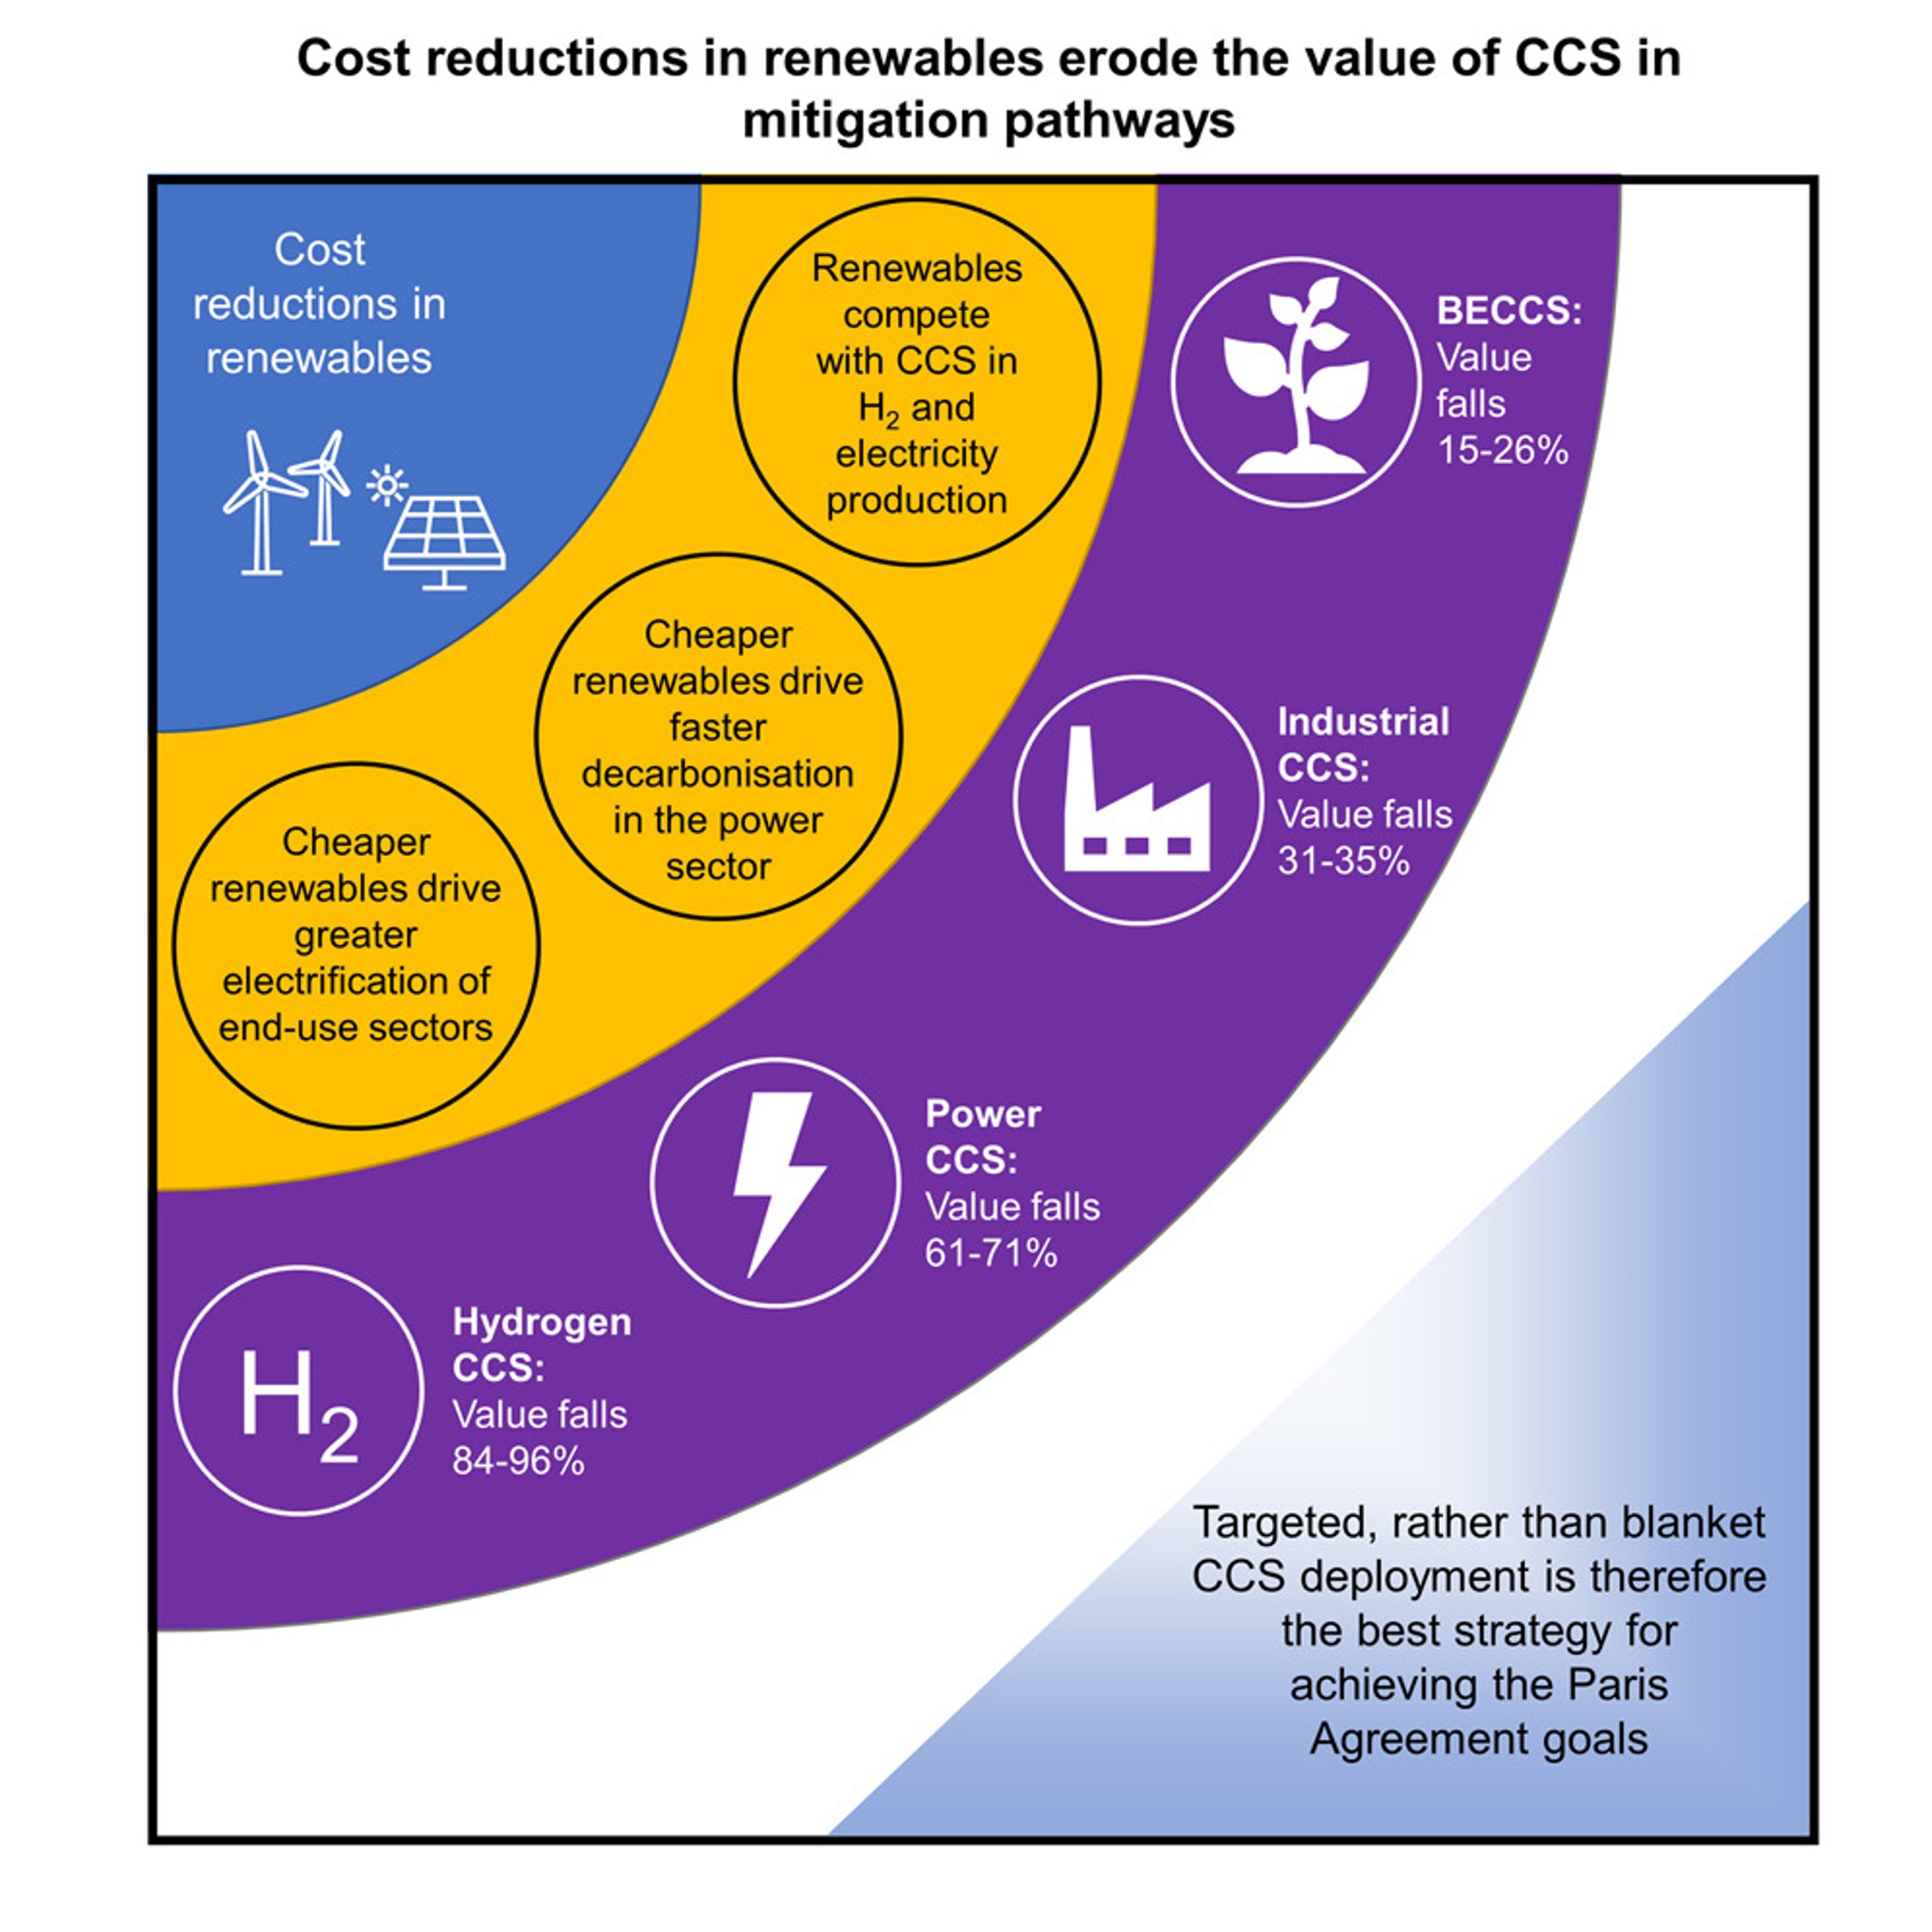 Cost reductions in renewables erode the value of CCS in
mitigation pathways
Cost
reductions in
renewables
Renewables
compete
with CCS in
H₂ and
electricity
production
Cheaper
renewables drive
faster
decarbonisation
in the power
sector
Cheaper
renewables drive
greater
electrification of
end-use sectors
BECCS:
Value
falls
15-26%
Industrial
CCS:
Value falls
31-35%
Power
CCS:
Value falls
61-71%
H₂
Hydrogen
CCS:
Value falls
84-96%
Targeted, rather than blanket
CCS deployment is therefore
the best strategy for
achieving the Paris
Agreement goals